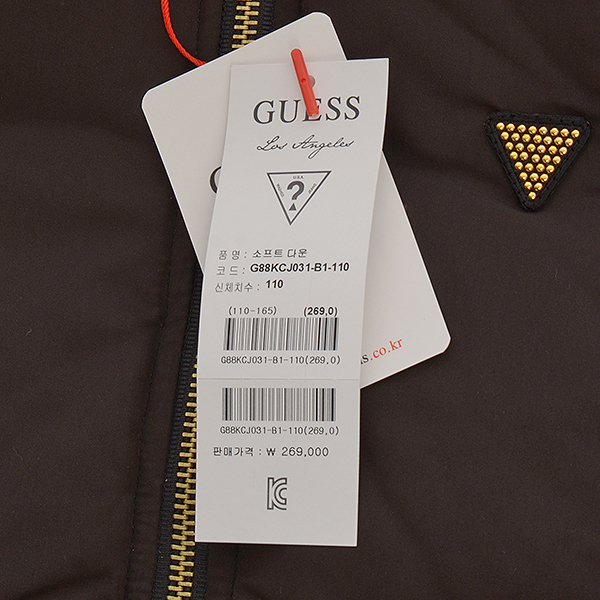 GUESS
Los Angeles
U.S.A.
?
품 명 : 소프트 다운
코 드 : G88KCJ031-B1-110
신체치수 : 110
(110-165) (269,0)
G88KCJ031-B1-110(269,0)
G88KCJ031-B1-110(269,0)
판매가격 : ₩ 269,000
KC
s.co.kr